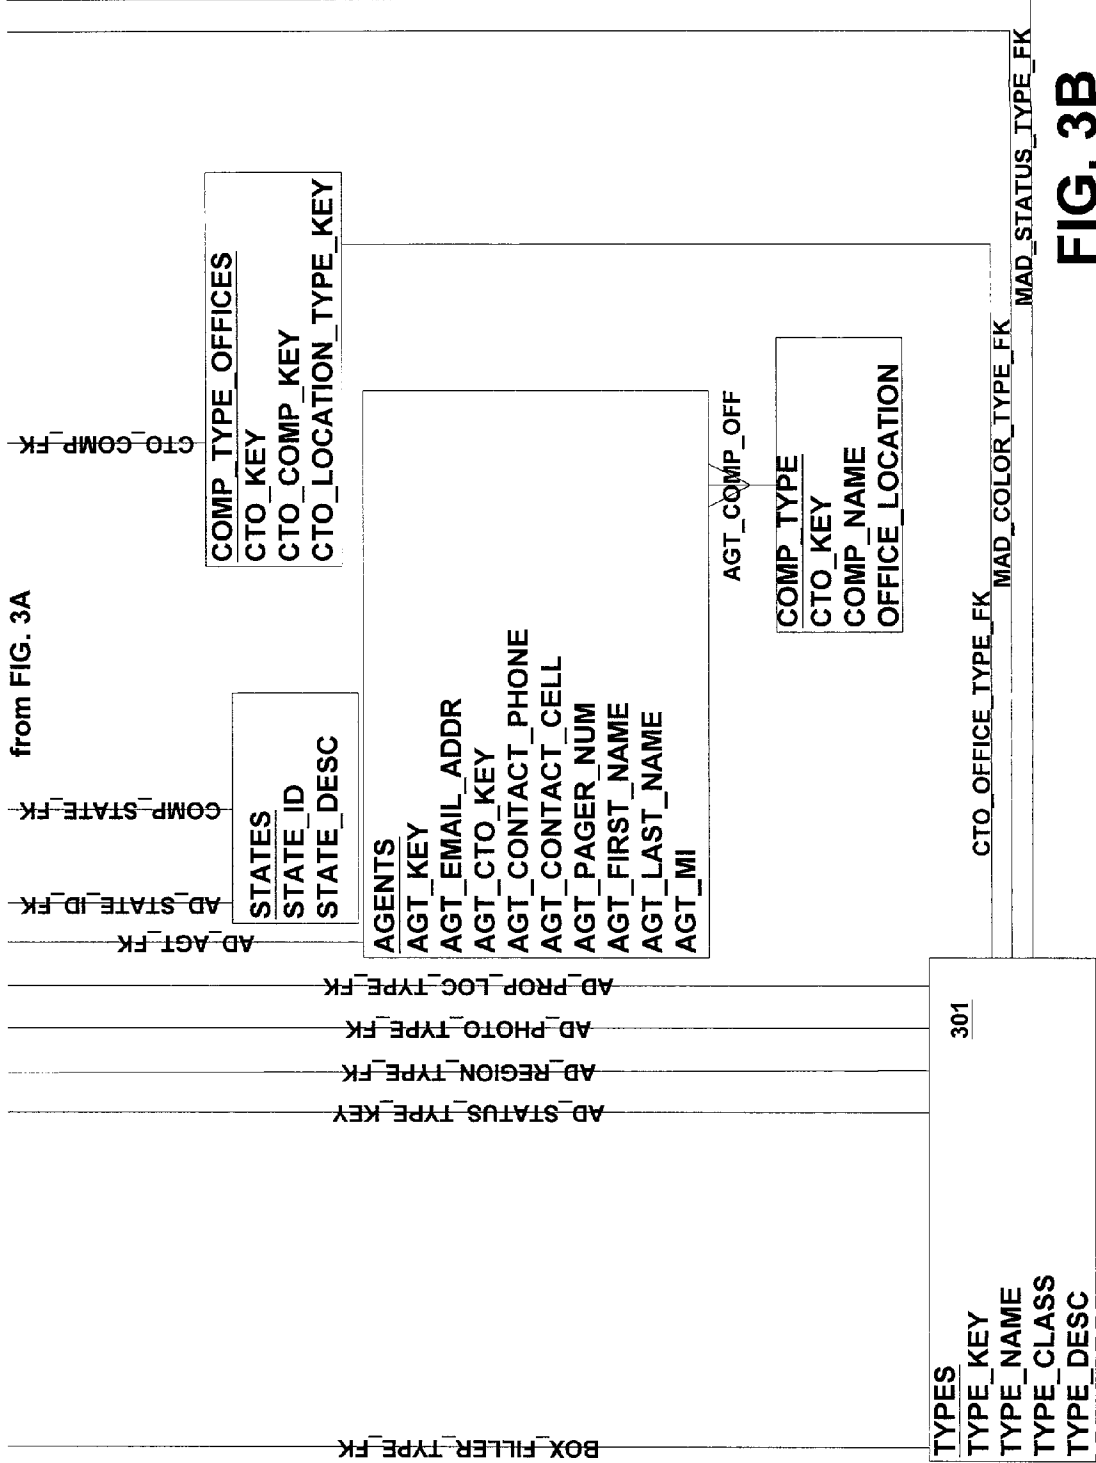 from FIG. 3A
CTO_COMP_FK
COMP_STATE_FK
AD_STATE_ID_FK
AD_AGT_FK
COMP_TYPE_OFFICES
CTO_KEY
CTO_COMP_KEY
CTO_LOCATION_TYPE_KEY
STATES
STATE_ID
STATE_DESC
AGENTS
AGT_KEY
AGT_EMAIL_ADDR
AGT_CTO_KEY
AGT_CONTACT_PHONE
AGT_CONTACT_CELL
AGT_PAGER_NUM
AGT_FIRST_NAME
AGT_LAST_NAME
AGT_MI
AGT_COMP_OFF
COMP_TYPE
CTO_KEY
COMP_NAME
OFFICE_LOCATION
AD_PROP_LOC_TYPE_FK
AD_PHOTO_TYPE_FK
AD_REGION_TYPE_FK
AD_STATUS_TYPE_KEY
BOX_FILLER_TYPE_FK
TYPES
301
TYPE_KEY
TYPE_NAME
TYPE_CLASS
TYPE_DESC
CTO_OFFICE_TYPE_FK
MAD_COLOR_TYPE_FK
MAD_STATUS_TYPE_FK
FIG. 3B